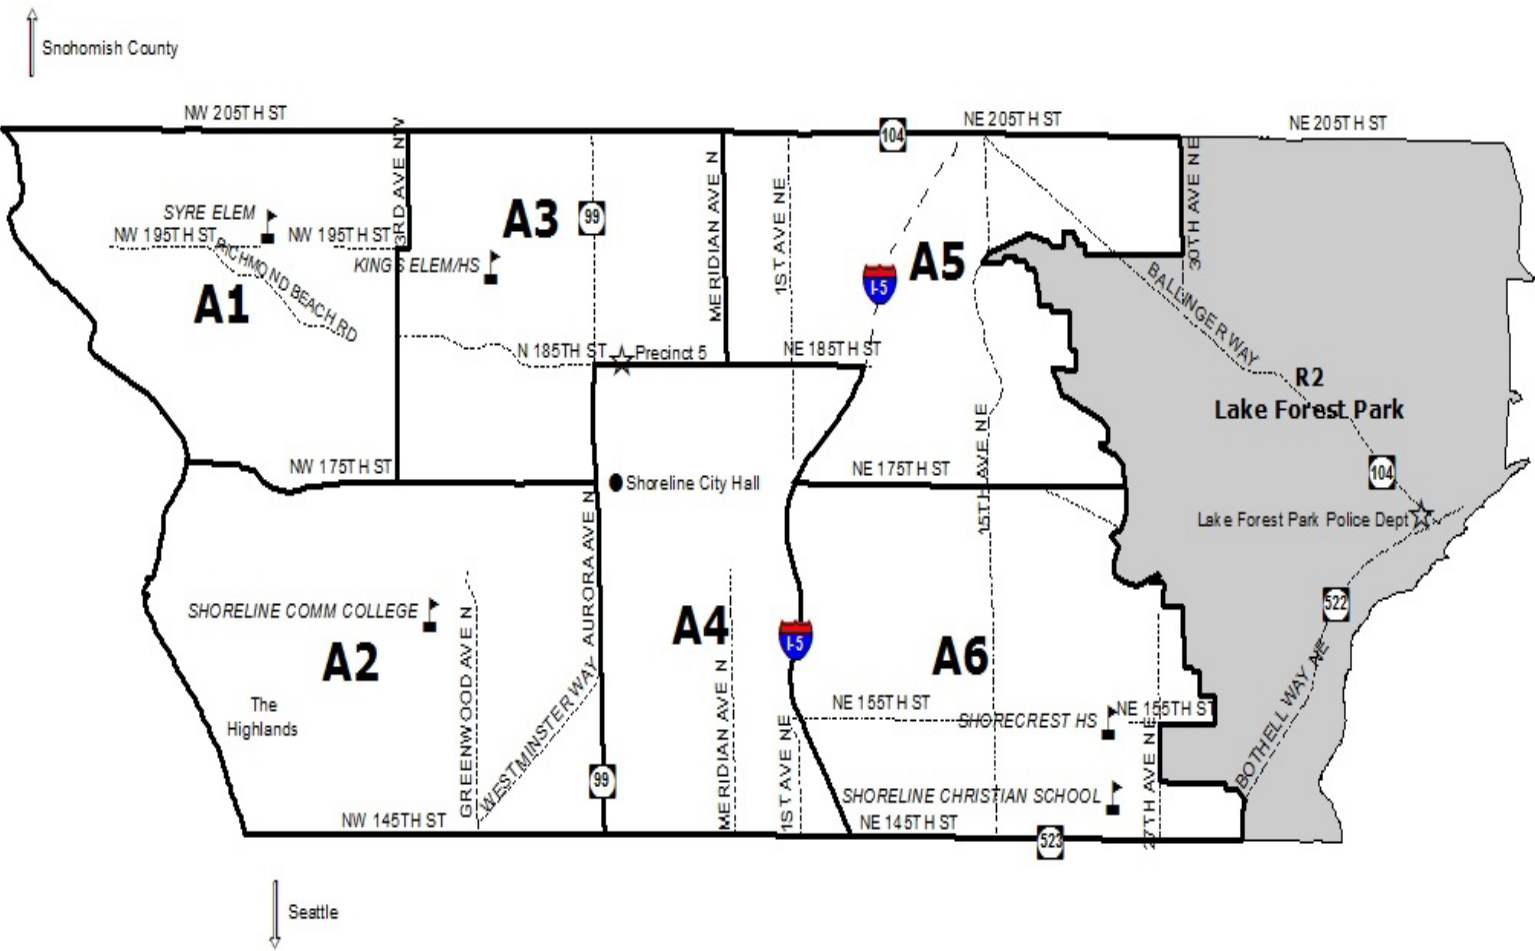 Snohomish County
NW 205TH ST
NE 205TH ST
NE 205TH ST
104
3RD AVE NW
MERIDIAN AVE N
1ST AVE NE
30TH AVE NE
SYRE ELEM
NW 195TH ST
NW 195TH ST
RICHMOND BEACH RD
A1
A3
99
KINGS ELEM/HS
A5
I-5
BALLINGER WAY
N 185TH ST
Precinct 5
NE 185TH ST
R2
Lake Forest Park
NW 175TH ST
Shoreline City Hall
NE 175TH ST
15TH AVE NE
104
Lake Forest Park Police Dept
AURORA AVE N
SHORELINE COMM COLLEGE
A2
GREENWOOD AVE N
WESTMINSTER WAY
A4
I-5
A6
522
The
Highlands
MERIDIAN AVE N
1ST AVE NE
NE 155TH ST
SHORECREST HS
NE 155TH ST
27TH AVE NE
BOTHELL WAY NE
99
SHORELINE CHRISTIAN SCHOOL
NW 145TH ST
NE 145TH ST
523
Seattle